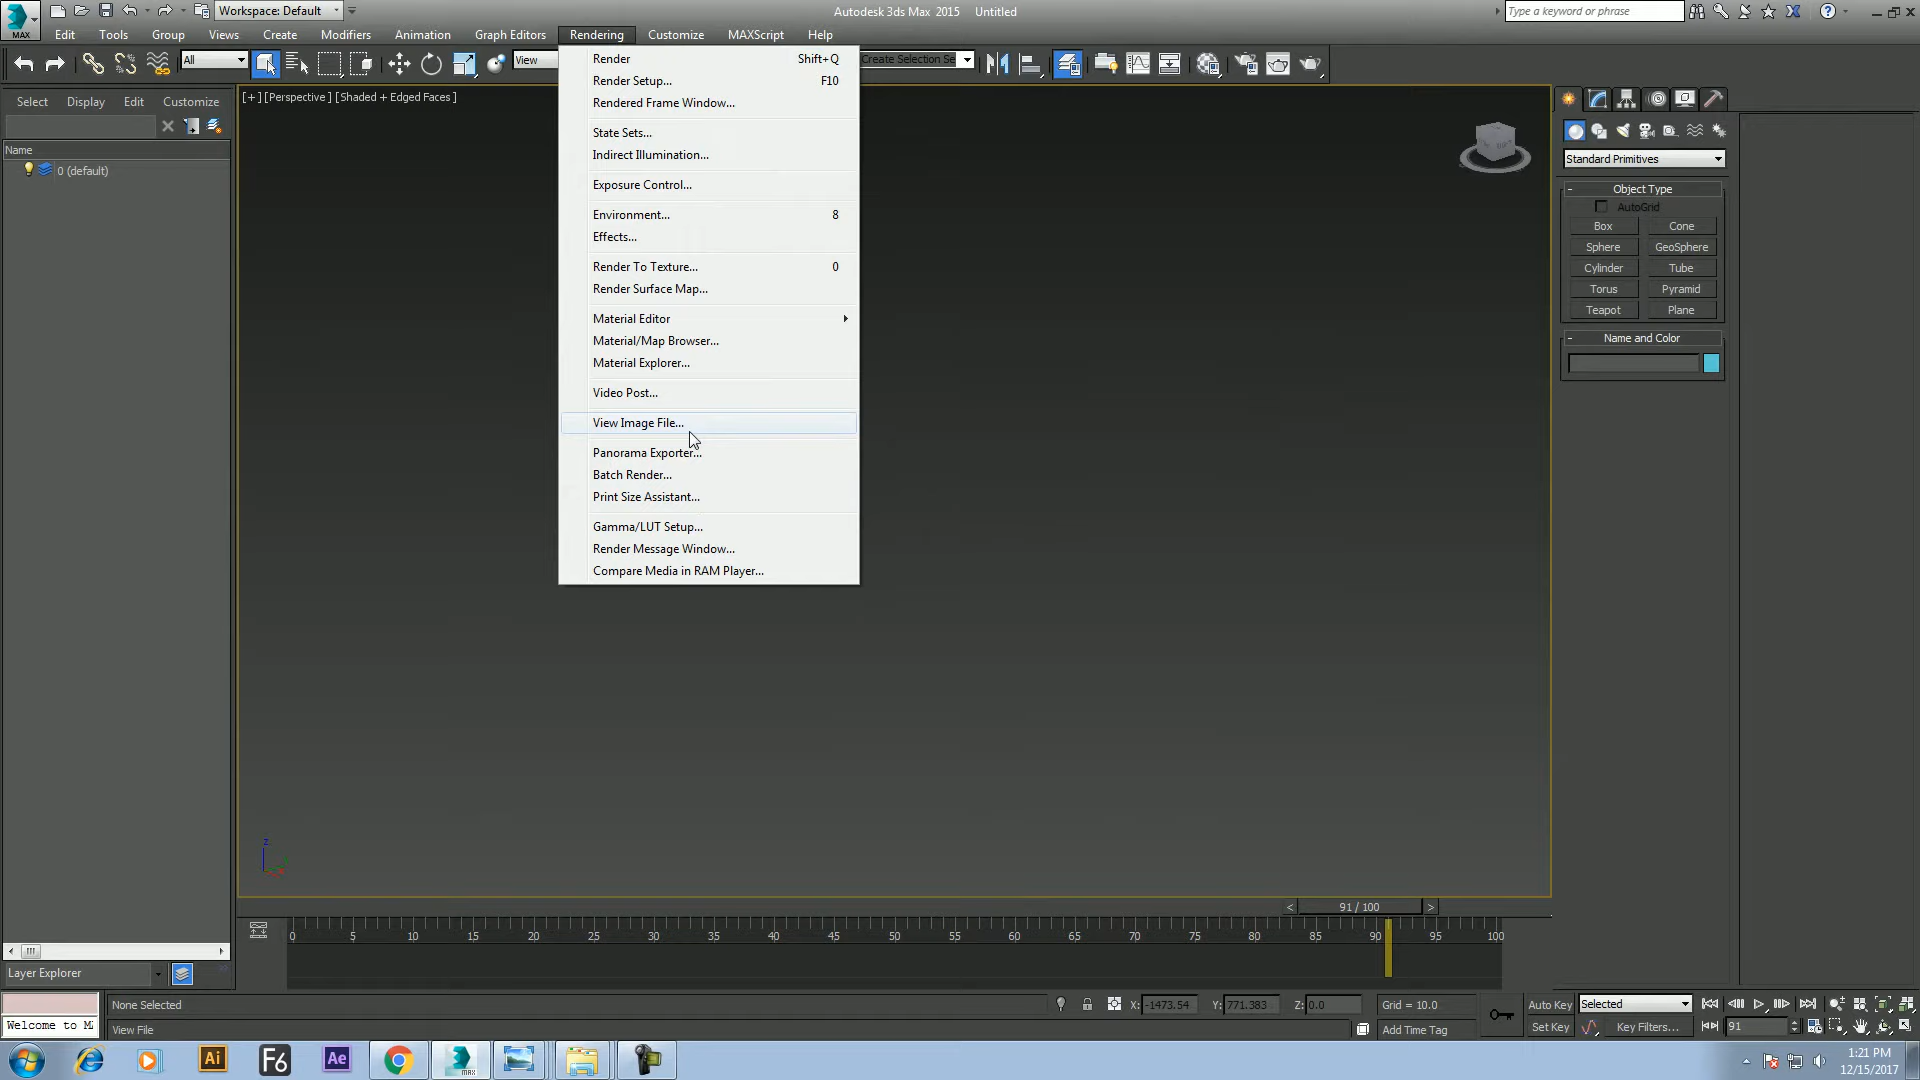 Workspace: Default
Autodesk 3ds Max 2015 Untitled
Type a keyword or phrase
MAX
Edit Tools Group Views Create Modifiers Animation Graph Editors Rendering Customize MAXScript Help
All
View
Create Selection Se
Select Display Edit Customize
Name
0 (default)
[+] [Perspective ] [Shaded + Edged Faces ]
Render Shift+Q
Render Setup... F10
Rendered Frame Window...
State Sets...
Indirect Illumination...
Exposure Control...
Environment... 8
Effects...
Render To Texture... 0
Render Surface Map...
Material Editor
Material/Map Browser...
Material Explorer...
Video Post...
View Image File...
Panorama Exporter...
Batch Render...
Print Size Assistant...
Gamma/LUT Setup...
Render Message Window...
Compare Media in RAM Player...
Standard Primitives
- Object Type
AutoGrid
Box Cone
Sphere GeoSphere
Cylinder Tube
Torus Pyramid
Teapot Plane
- Name and Color
z
< 91 / 100 >
0 5 10 15 20 25 30 35 40 45 50 55 60 65 70 75 80 85 90 95 100
Layer Explorer
None Selected
X: -1473.54 Y: 771.383 Z: 0.0 Grid = 10.0
Auto Key Selected
Welcome to M
View File
Add Time Tag
Set Key Key Filters... 91
Ai F6 Ae MAX
1:21 PM
12/15/2017